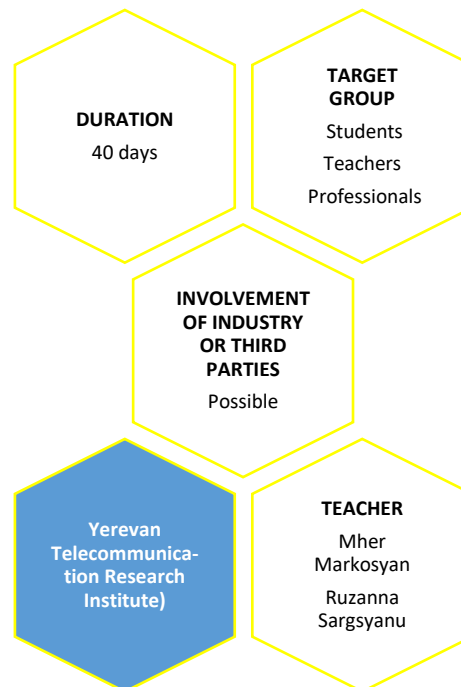 DURATION
40 days
TARGET
GROUP
Students
Teachers
Professionals
INVOLVEMENT
OF INDUSTRY
OR THIRD
PARTIES
Possible
Yerevan
Telecommunica-
tion Research
Institute)
TEACHER
Mher
Markosyan
Ruzanna
Sargsyanu